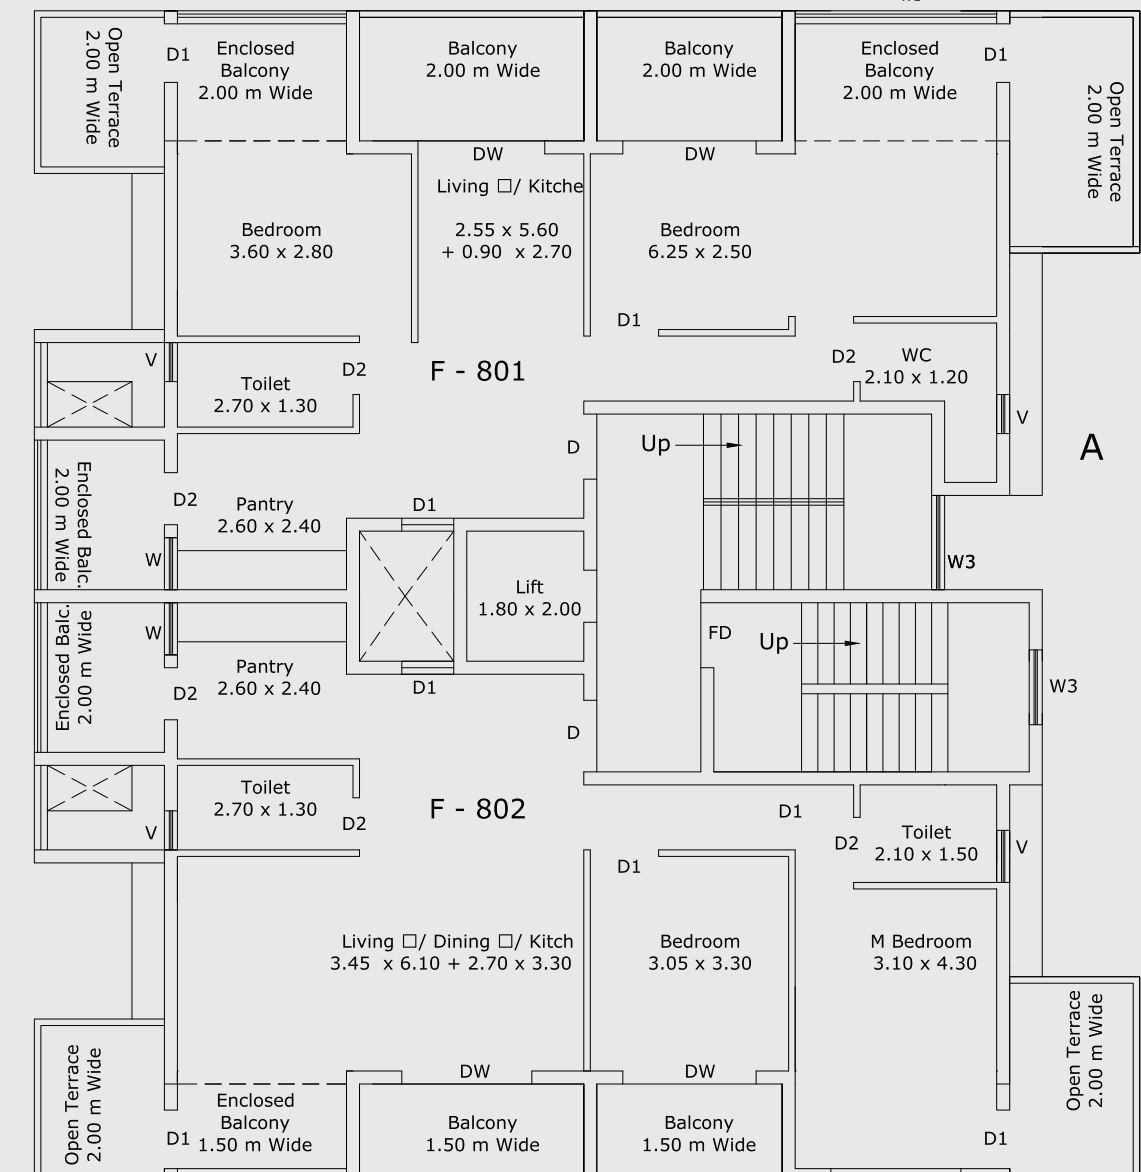 Open Terrace
2.00 m Wide
D1
Enclosed
Balcony
2.00 m Wide
Balcony
2.00 m Wide
Balcony
2.00 m Wide
Enclosed
Balcony
2.00 m Wide
D1
Open Terrace
2.00 m Wide
DW
DW
Living □/ Kitche
2.55 x 5.60
+ 0.90 x 2.70
Bedroom
3.60 x 2.80
Bedroom
6.25 x 2.50
D1
V
D2
F - 801
D2
WC
2.10 x 1.20
Toilet
2.70 x 1.30
V
D
Up
A
Enclosed Balc.
2.00 m Wide
D2
Pantry
2.60 x 2.40
D1
W
Lift
1.80 x 2.00
W3
Enclosed Balc.
2.00 m Wide
W
FD
Up
Pantry
2.60 x 2.40
D2
D1
W3
D
Toilet
2.70 x 1.30
V
D2
F - 802
D1
D2
Toilet
2.10 x 1.50
V
D1
Living □/ Dining □/ Kitch
3.45 x 6.10 + 2.70 x 3.30
Bedroom
3.05 x 3.30
M Bedroom
3.10 x 4.30
Open Terrace
2.00 m Wide
DW
DW
Open Terrace
2.00 m Wide
D1
Enclosed
Balcony
1.50 m Wide
Balcony
1.50 m Wide
Balcony
1.50 m Wide
D1